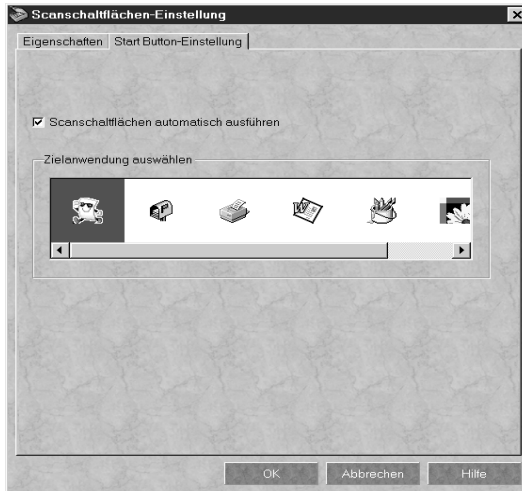 Scanschaltflächen-Einstellung
Eigenschaften
Start Button-Einstellung
Scanschaltflächen automatisch ausführen
Zielanwendung auswählen
OK
Abbrechen
Hilfe